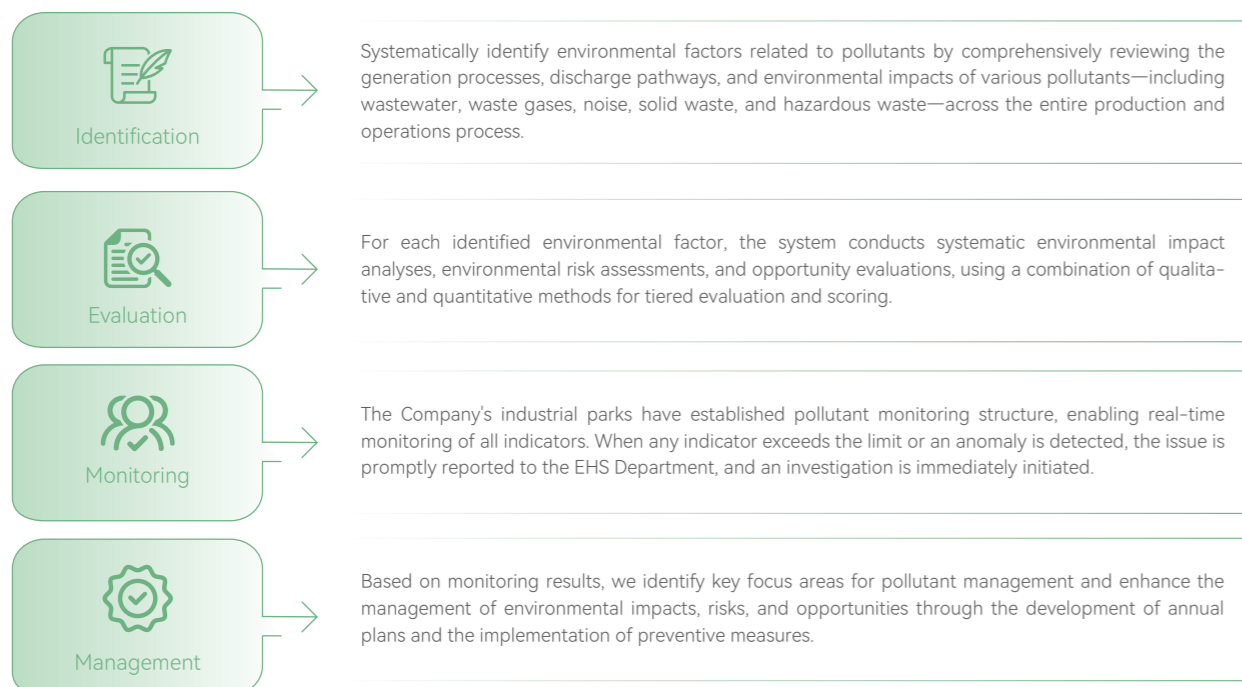 Identification
Systematically identify environmental factors related to pollutants by comprehensively reviewing the
generation processes, discharge pathways, and environmental impacts of various pollutants—including
wastewater, waste gases, noise, solid waste, and hazardous waste—across the entire production and
operations process.
Evaluation
For each identified environmental factor, the system conducts systematic environmental impact
analyses, environmental risk assessments, and opportunity evaluations, using a combination of qualita-
tive and quantitative methods for tiered evaluation and scoring.
Monitoring
The Company's industrial parks have established pollutant monitoring structure, enabling real-time
monitoring of all indicators. When any indicator exceeds the limit or an anomaly is detected, the issue is
promptly reported to the EHS Department, and an investigation is immediately initiated.
Management
Based on monitoring results, we identify key focus areas for pollutant management and enhance the
management of environmental impacts, risks, and opportunities through the development of annual
plans and the implementation of preventive measures.